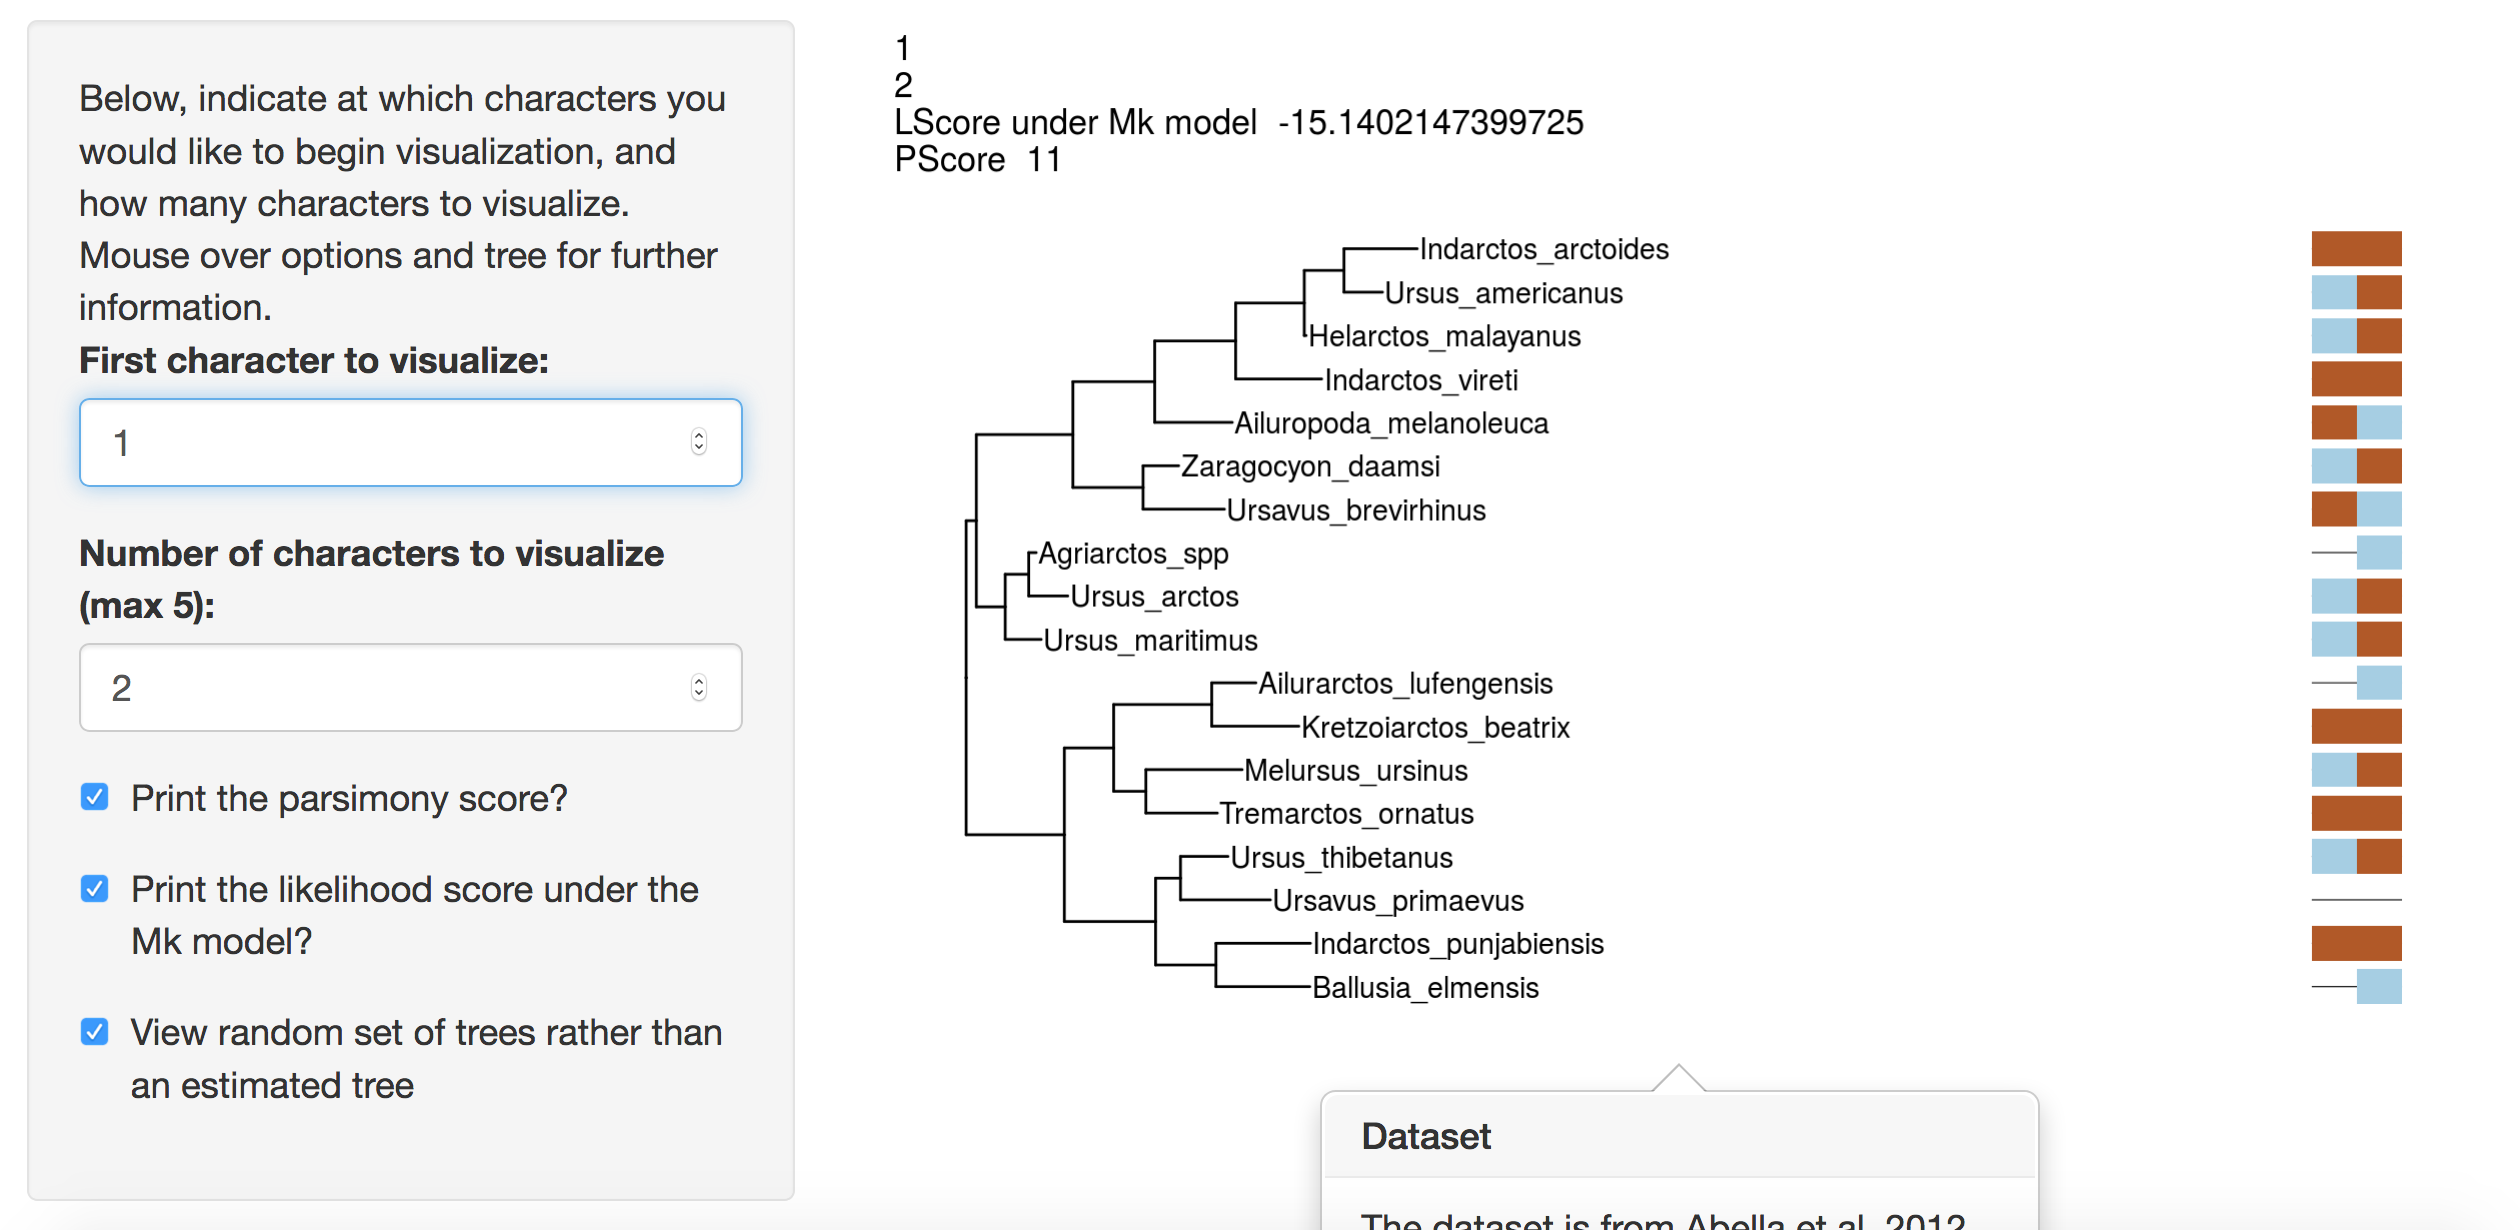 Below, indicate at which characters you
would like to begin visualization, and
how many characters to visualize.
Mouse over options and tree for further
information.
First character to visualize:
1
Number of characters to visualize
(max 5):
2
Print the parsimony score?
Print the likelihood score under the
Mk model?
View random set of trees rather than
an estimated tree
1
2
LScore under Mk model -15.1402147399725
PScore 11
Indarctos_arctoides
Ursus_americanus
Helarctos_malayanus
Indarctos_vireti
Ailuropoda_melanoleuca
Zaragocyon_daamsi
Ursavus_brevirhinus
Agriarctos_spp
Ursus_arctos
Ursus_maritimus
Ailurarctos_lufengensis
Kretzoiarctos_beatrix
Melursus_ursinus
Tremarctos_ornatus
Ursus_thibetanus
Ursavus_primaevus
Indarctos_punjabiensis
Ballusia_elmensis
Dataset
The dataset is from Abella et al. 2012